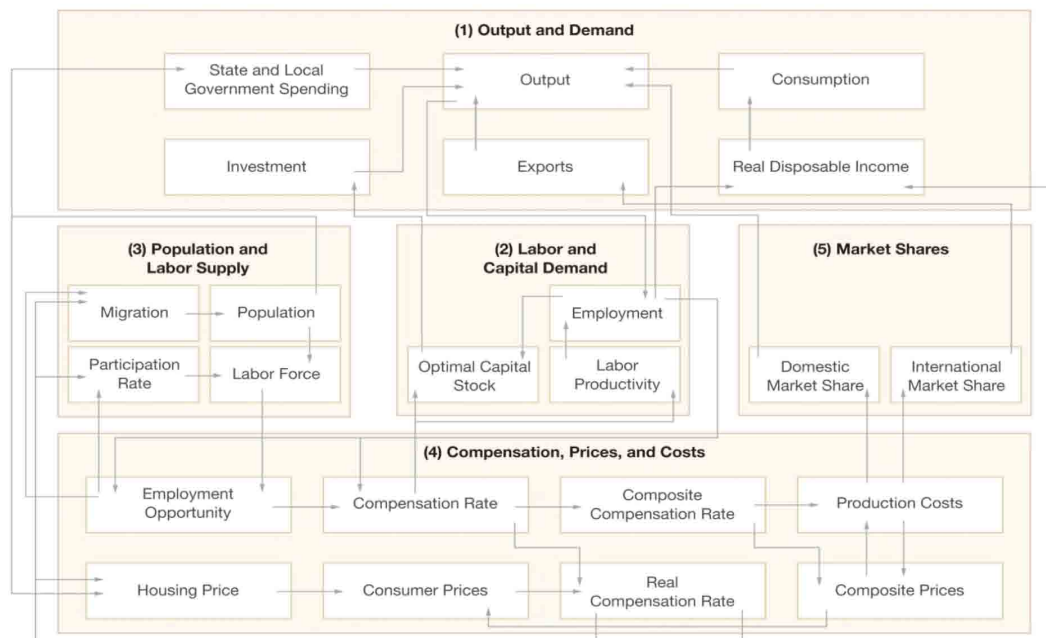 (1) Output and Demand
State and Local
Government Spending
Output
Consumption
Investment
Exports
Real Disposable Income
(3) Population and
Labor Supply
Migration
Population
Participation
Rate
Labor Force
(2) Labor and
Capital Demand
Employment
Optimal Capital
Stock
Labor
Productivity
(5) Market Shares
Domestic
Market Share
International
Market Share
(4) Compensation, Prices, and Costs
Employment
Opportunity
Compensation Rate
Composite
Compensation Rate
Production Costs
Housing Price
Consumer Prices
Real
Compensation Rate
Composite Prices